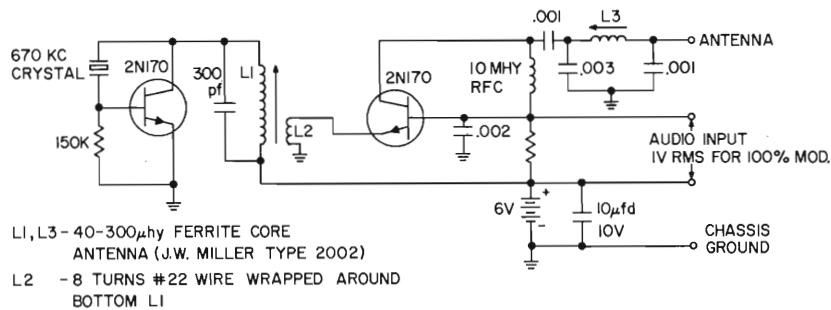 670 KC
CRYSTAL
2N170
300
pf
L1
L2
150K
2N170
.001
L3
ANTENNA
10MHY
RFC
.003
.001
.002
AUDIO INPUT
1V RMS FOR 100% MOD.
+
6V
-
10µfd
10V
CHASSIS
GROUND
L1, L3 - 40-300µhy FERRITE CORE
ANTENNA (J.W. MILLER TYPE 2002)
L2 - 8 TURNS #22 WIRE WRAPPED AROUND
BOTTOM L1